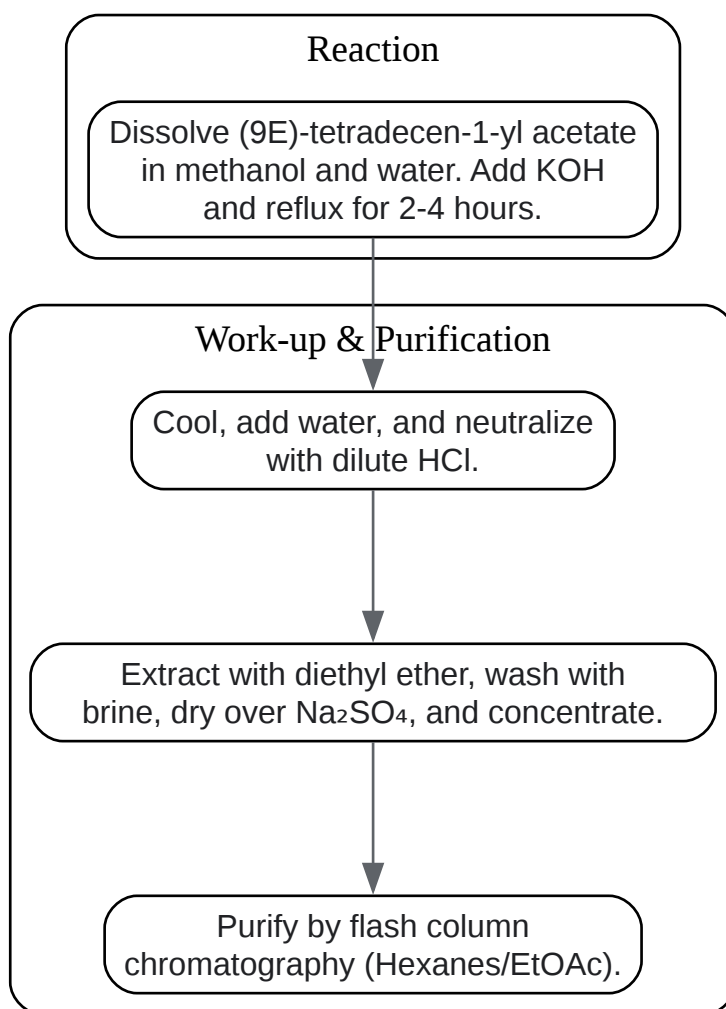 Reaction
Dissolve (9E)-tetradecen-1-yl acetate
in methanol and water. Add KOH
and reflux for 2-4 hours.
Work-up & Purification
Cool, add water, and neutralize
with dilute HCl.
Extract with diethyl ether, wash with
brine, dry over Na₂SO₄, and concentrate.
Purify by flash column
chromatography (Hexanes/EtOAc).